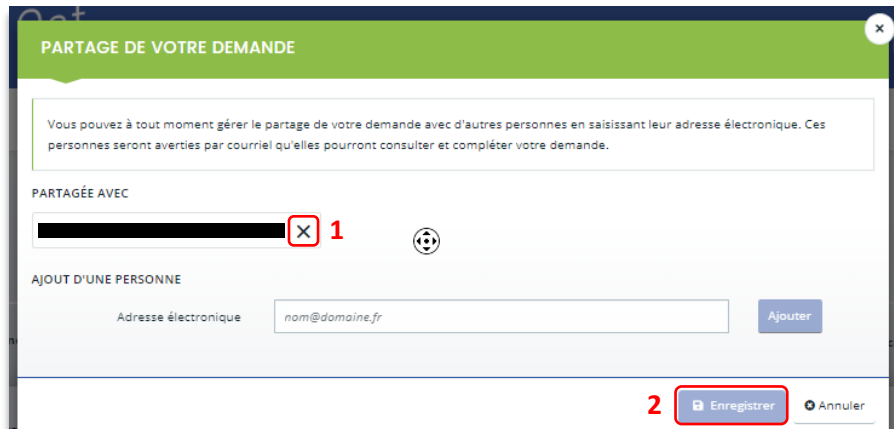 PARTAGE DE VOTRE DEMANDE
Vous pouvez à tout moment gérer le partage de votre demande avec d'autres personnes en saisissant leur adresse électronique. Ces
personnes seront averties par courriel qu'elles pourront consulter et compléter votre demande.
PARTAGÉE AVEC
1
AJOUT D'UNE PERSONNE
Adresse électronique nom@domaine.fr Ajouter
2 Enregistrer Annuler